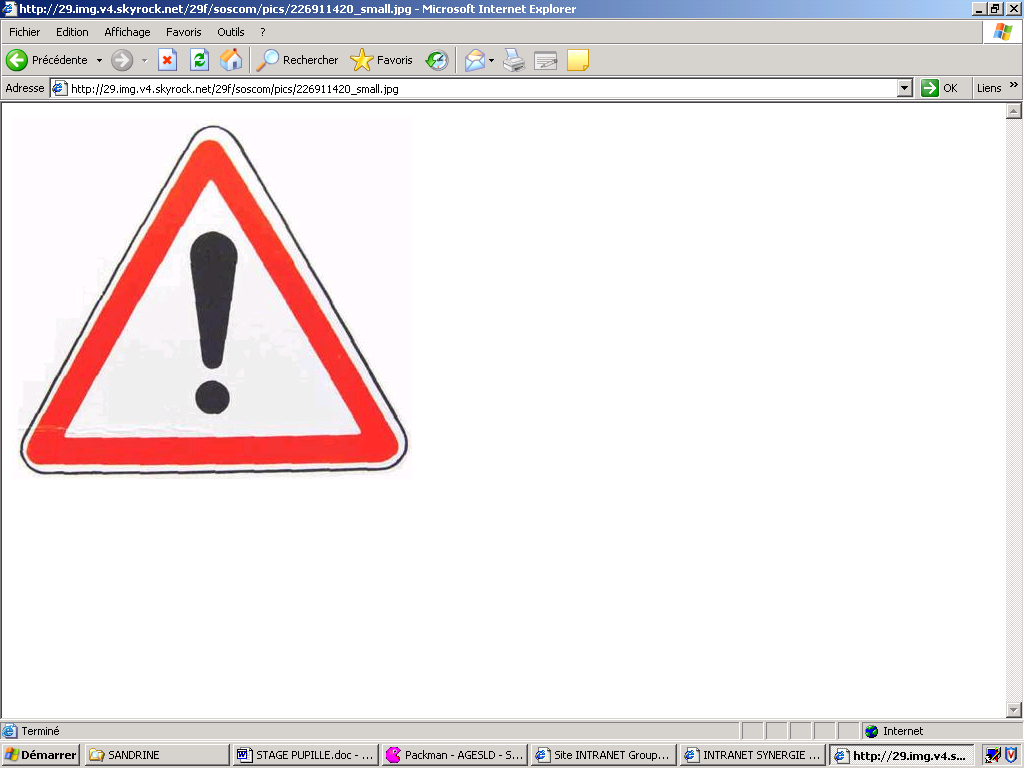 http://29.img.v4.skyrock.net/29f/soscom/pics/226911420_small.jpg - Microsoft Internet Explorer
Fichier Edition Affichage Favoris Outils ?
Précédente Rechercher Favoris
Adresse http://29.img.v4.skyrock.net/29f/soscom/pics/226911420_small.jpg OK Liens »
!
Terminé Internet
Démarrer SANDRINE STAGE PUPILLE.doc - ... Packman - AGESLD - S... Site INTRANET Group... INTRANET SYNERGIE ... http://29.img.v4.s...